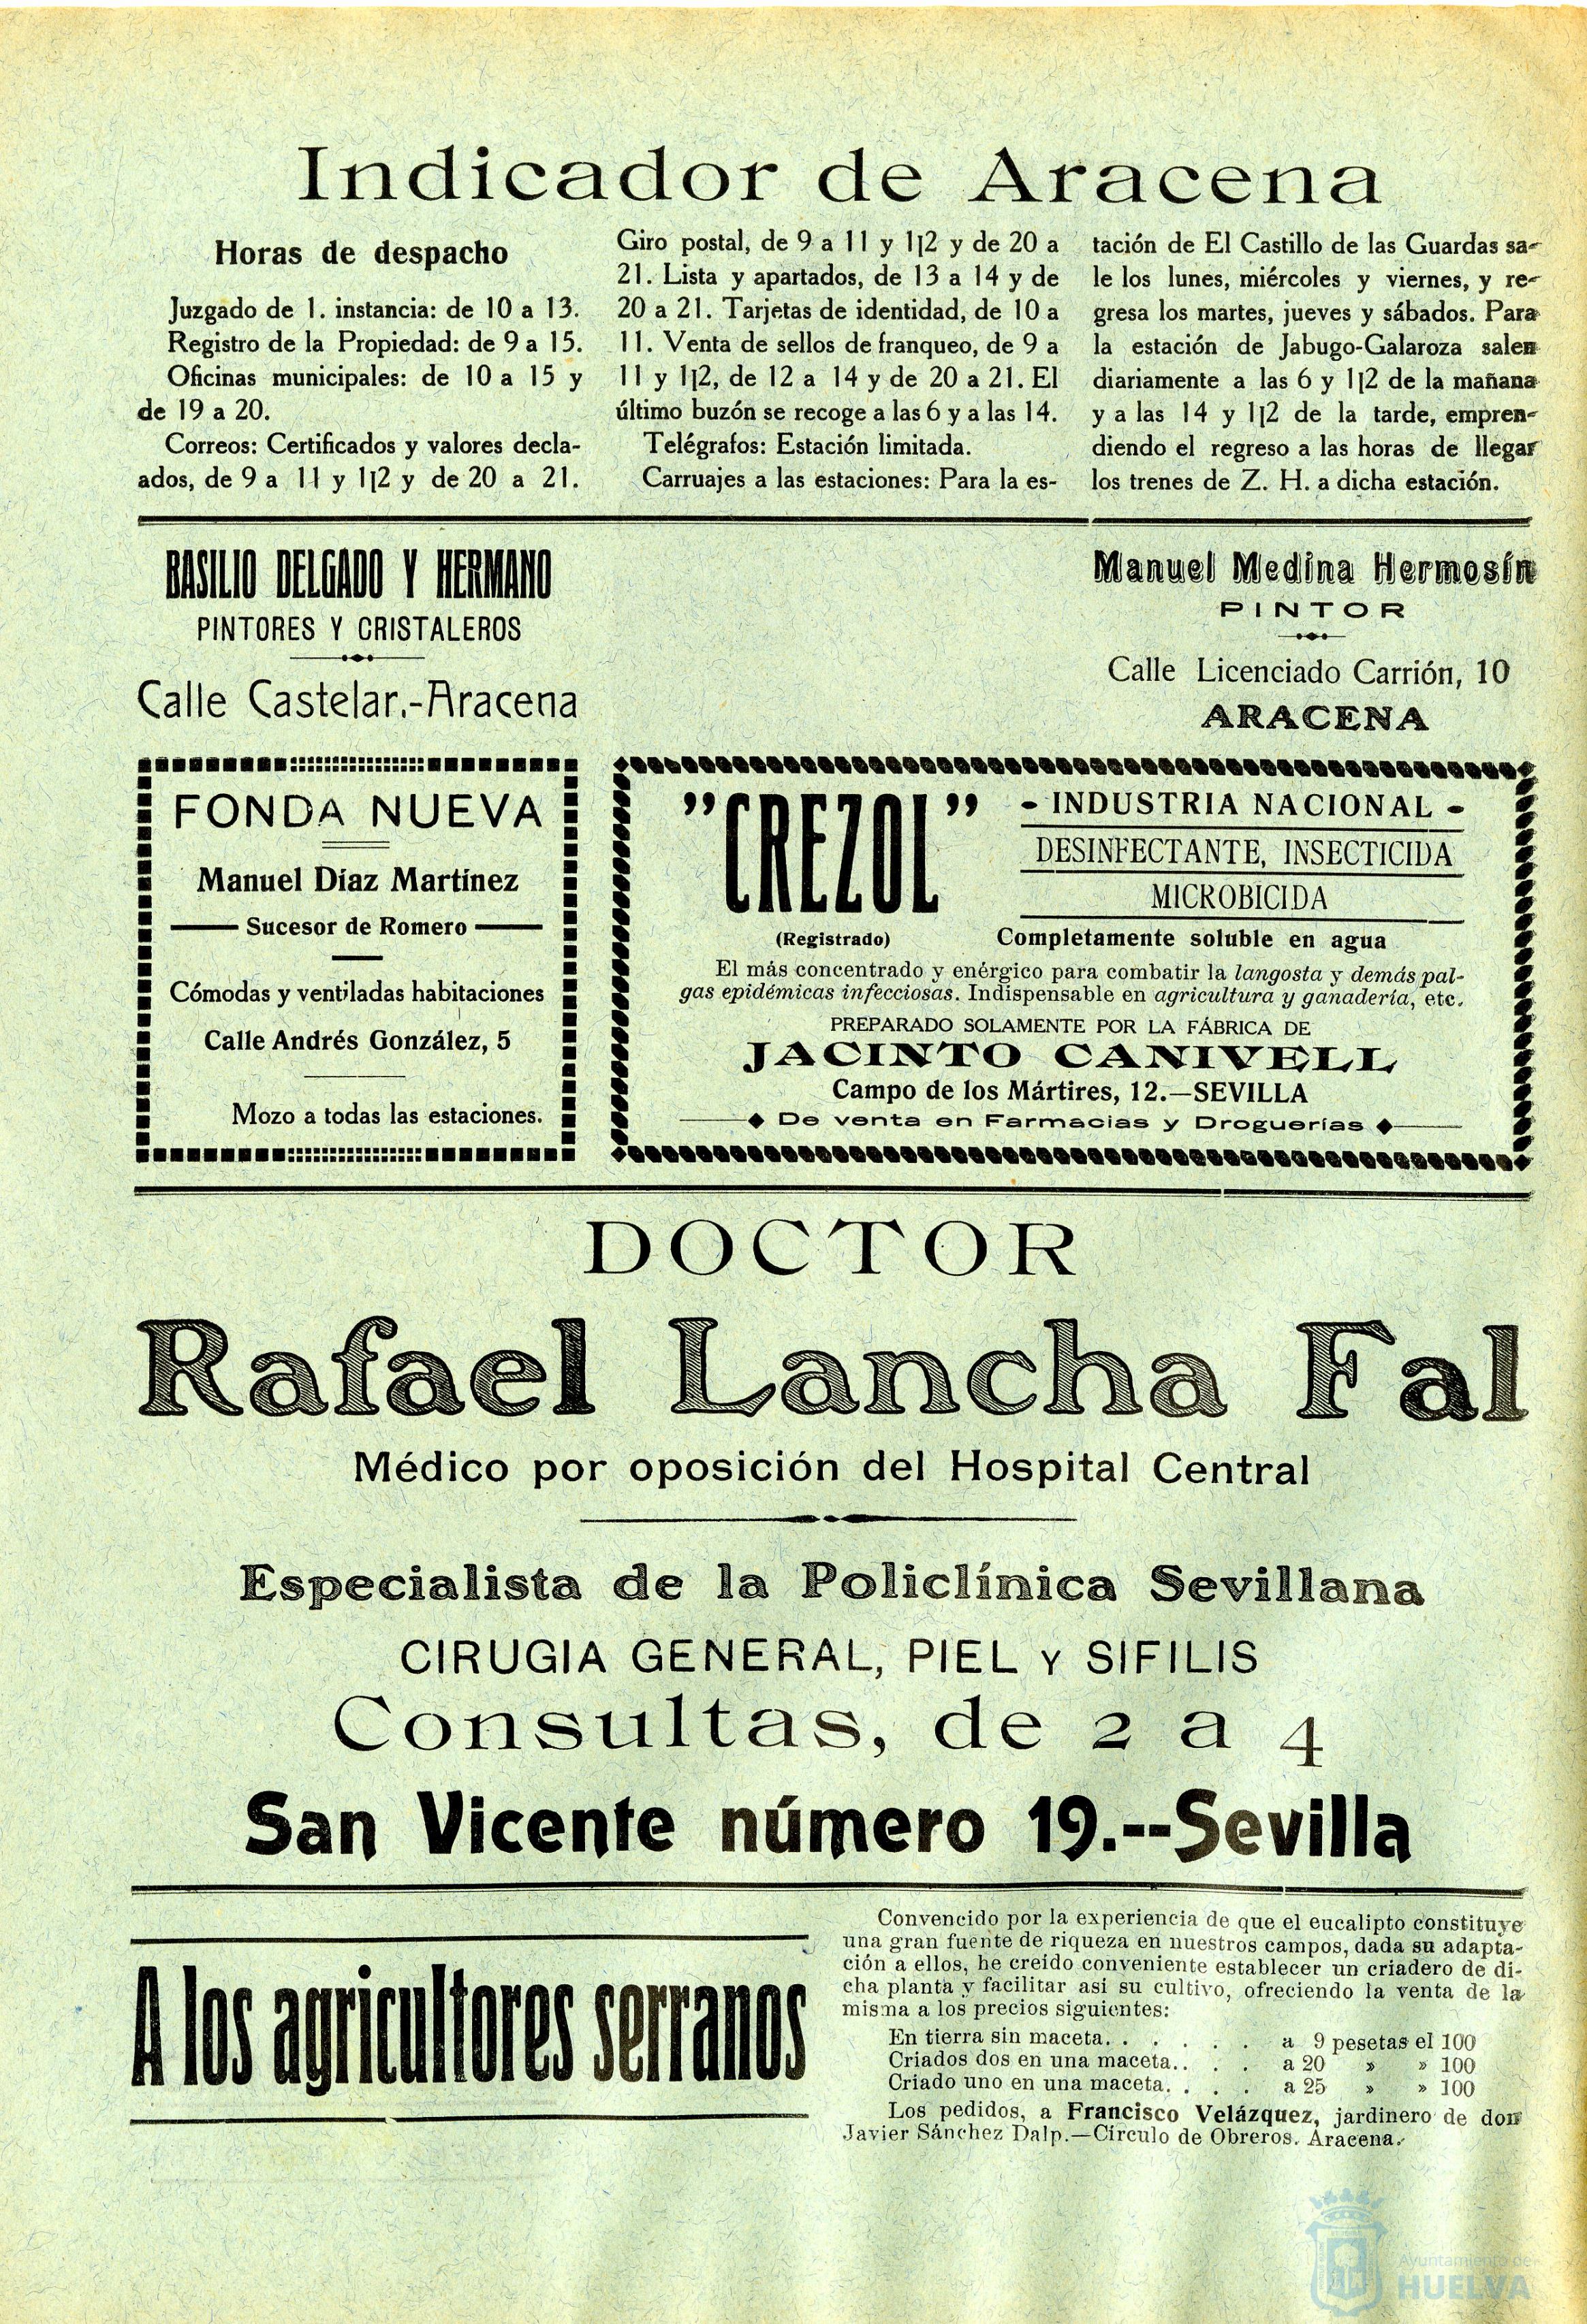 Indicador de Aracena
Horas de despacho
Juzgado de 1. instancia: de 10 a 13.
Registro de la Propiedad: de 9 a 15.
Oficinas municipales: de 10 a 15 y
de 19 a 20.
Correos: Certificados y valores decla-
ados, de 9 a 11 y 1¡2 y de 20 a 21.
Giro postal, de 9 a 11 y 1¡2 y de 20 a
21. Lista y apartados, de 13 a 14 y de
20 a 21. Tarjetas de identidad, de 10 a
11. Venta de sellos de franqueo, de 9 a
11 y 1¡2, de 12 a 14 y de 20 a 21. El
último buzón se recoge a las 6 y a las 14.
Telégrafos: Estación limitada.
Carruajes a las estaciones: Para la es-
tación de El Castillo de las Guardas sa-
le los lunes, miércoles y viernes, y re-
gresa los martes, jueves y sábados. Para
la estación de Jabugo-Galaroza salen
diariamente a las 6 y 1¡2 de la mañana
y a las 14 y 1¡2 de la tarde, empren-
diendo el regreso a las horas de llegar
los trenes de Z. H. a dicha estación.
BASILIO DELGADO Y HERMANO
PINTORES Y CRISTALEROS
Calle Castelar.-Aracena
Manuel Medina Hermosín
PINTOR
Calle Licenciado Carrión, 10
ARACENA
FONDA NUEVA
Manuel Díaz Martínez
Sucesor de Romero
Cómodas y ventiladas habitaciones
Calle Andrés González, 5
Mozo a todas las estaciones.
"CREZOL"
(Registrado)
- INDUSTRIA NACIONAL -
DESINFECTANTE, INSECTICIDA
MICROBICIDA
Completamente soluble en agua
El más concentrado y enérgico para combatir la langosta y demás pal-
gas epidémicas infecciosas. Indispensable en agricultura y ganadería, etc.
PREPARADO SOLAMENTE POR LA FÁBRICA DE
JACINTO CANIVELL
Campo de los Mártires, 12.—SEVILLA
De venta en Farmacias y Droguerías
DOCTOR
Rafael Lancha Fal
Médico por oposición del Hospital Central
Especialista de la Policlínica Sevillana
CIRUGIA GENERAL, PIEL Y SIFILIS
Consultas, de 2 a 4
San Vicente número 19.--Sevilla
A los agricultores serranos
Convencido por la experiencia de que el eucalipto constituye
una gran fuente de riqueza en nuestros campos, dada su adapta-
ción a ellos, he creido conveniente establecer un criadero de di-
cha planta y facilitar asi su cultivo, ofreciendo la venta de la
misma a los precios siguientes:
En tierra sin maceta. . . . . . . a 9 pesetas el 100
Criados dos en una maceta. . . . a 20 » » 100
Criado uno en una maceta. . . . . a 25 » » 100
Los pedidos, a Francisco Velázquez, jardinero de don
Javier Sánchez Dalp.—Círculo de Obreros. Aracena.
Ayuntamiento de
HUELVA